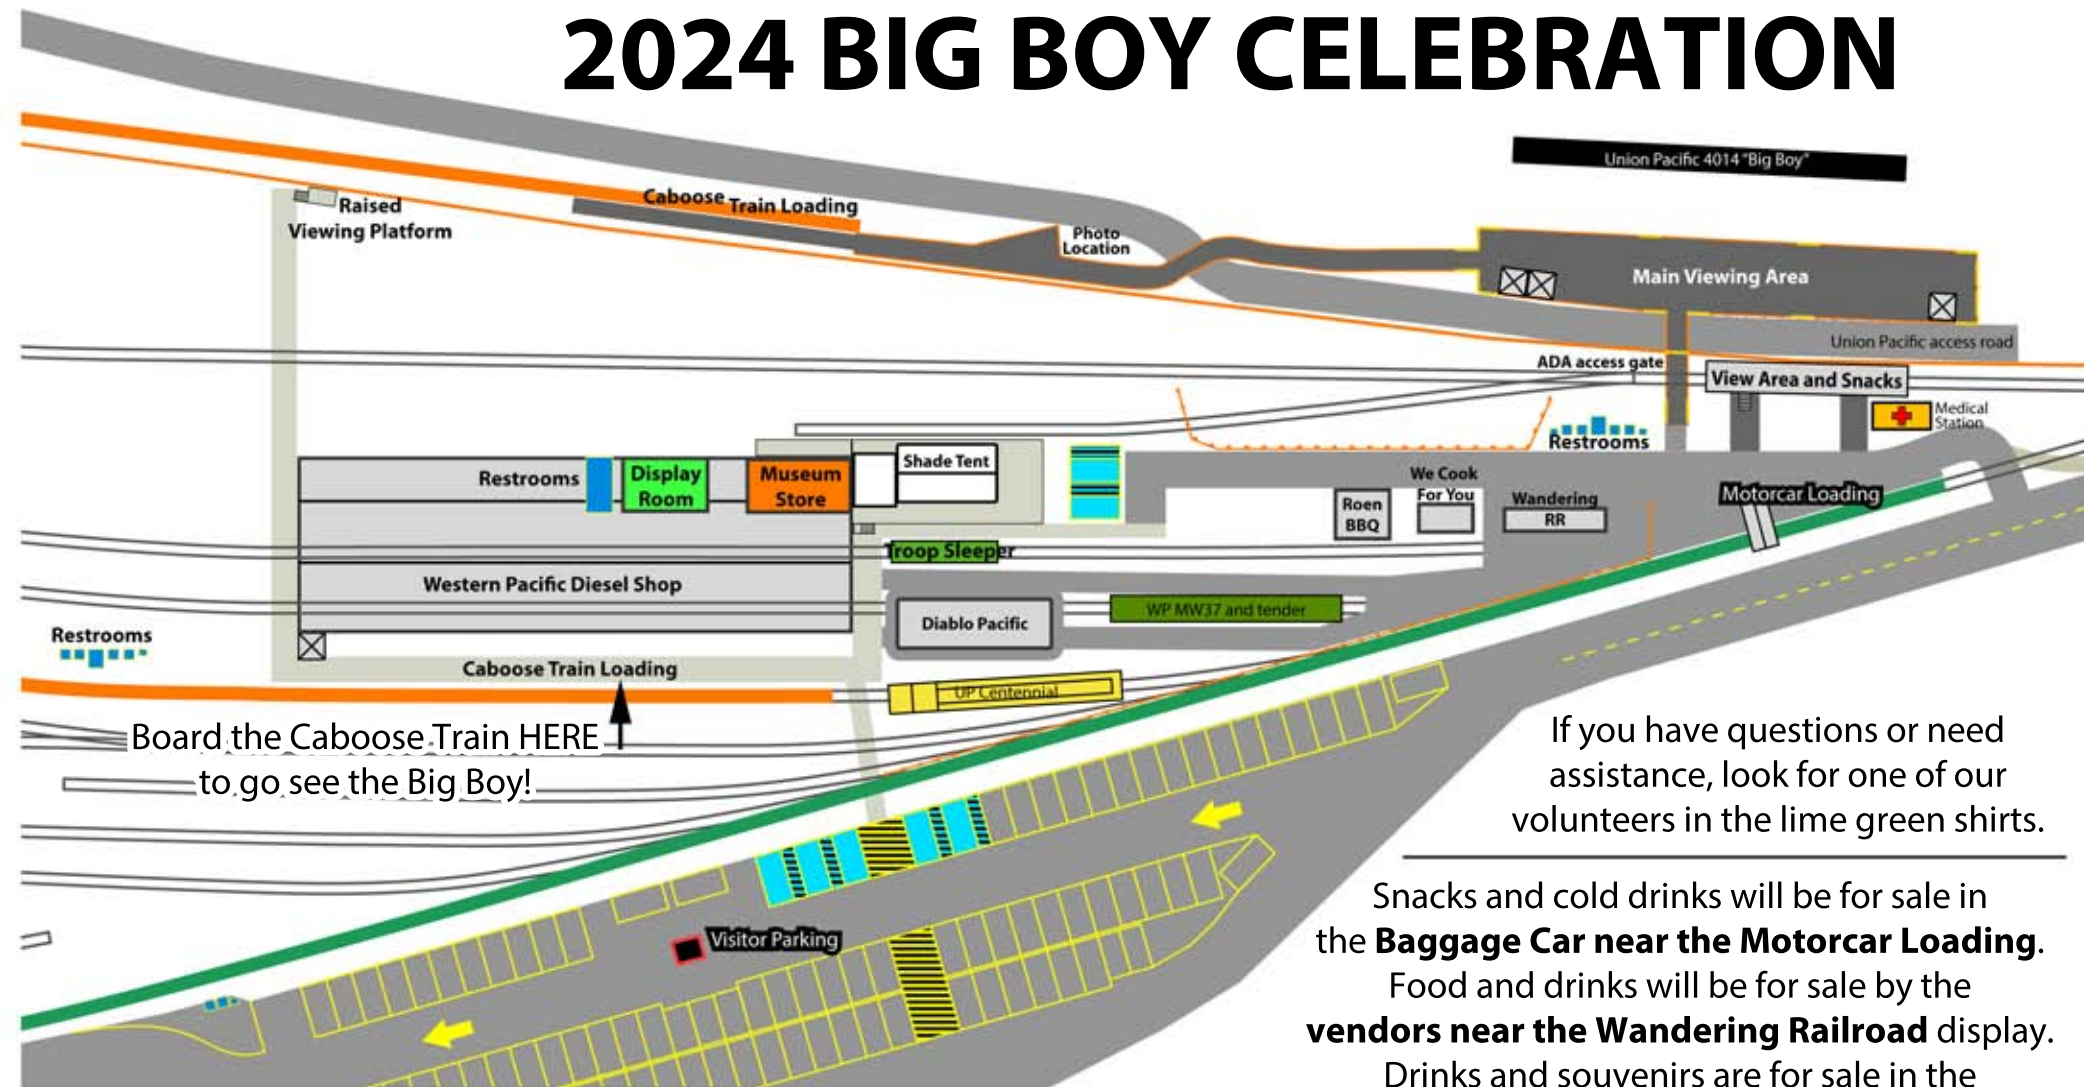 2024 BIG BOY CELEBRATION
Union Pacific 4014 "Big Boy"
Caboose Train Loading
Raised
Viewing Platform
Photo
Location
Main Viewing Area
Union Pacific access road
ADA access gate
View Area and Snacks
Medical
Station
Restrooms
Shade Tent
Restrooms
Display
Room
Museum
Store
We Cook
For You
Roen
BBQ
Wandering
RR
Motorcar Loading
Troop Sleeper
Western Pacific Diesel Shop
Diablo Pacific
WP MW37 and tender
Restrooms
Caboose Train Loading
UP Centennial
Board the Caboose Train HERE
to go see the Big Boy!
If you have questions or need
assistance, look for one of our
volunteers in the lime green shirts.
Visitor Parking
Snacks and cold drinks will be for sale in
the Baggage Car near the Motorcar Loading.
Food and drinks will be for sale by the
vendors near the Wandering Railroad display.
Drinks and souvenirs are for sale in the